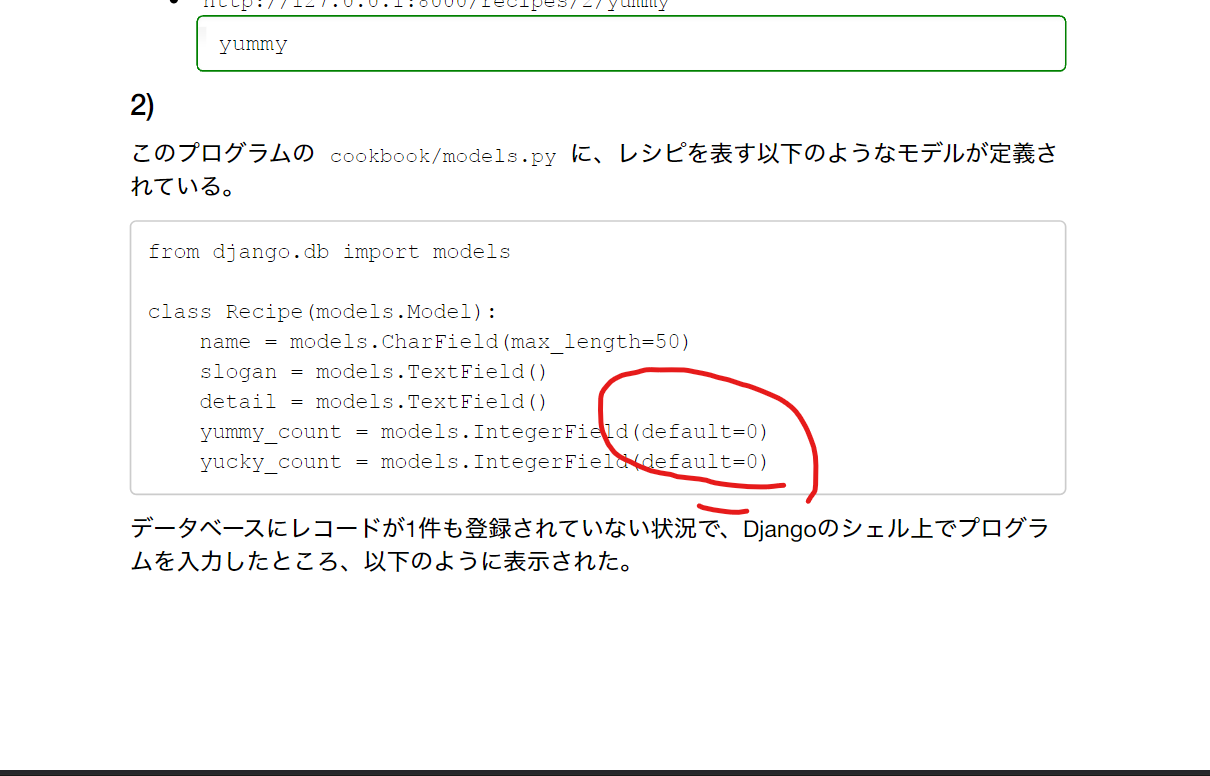 http://127.0.0.1:8000/recipes/2/yummy
yummy
2)
このプログラムの cookbook/models.py に、レシピを表す以下のようなモデルが定義さ
れている。
from django.db import models
class Recipe(models.Model):
    name = models.CharField(max_length=50)
    slogan = models.TextField()
    detail = models.TextField()
    yummy_count = models.IntegerField(default=0)
    yucky_count = models.IntegerField(default=0)
データベースにレコードが1件も登録されていない状況で、Djangoのシェル上でプログラ
ムを入力したところ、以下のように表示された。